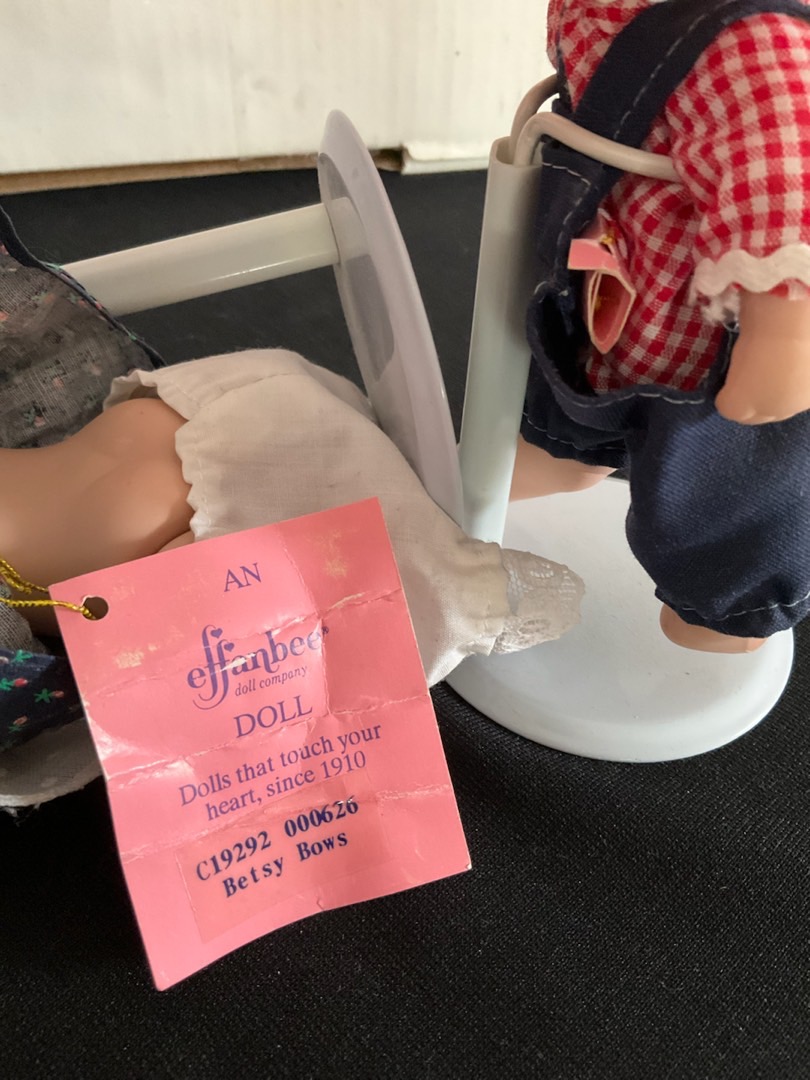 AN
effanbee
doll company
DOLL
Dolls that touch your
heart, since 1910
C19292 000626
Betsy Bows